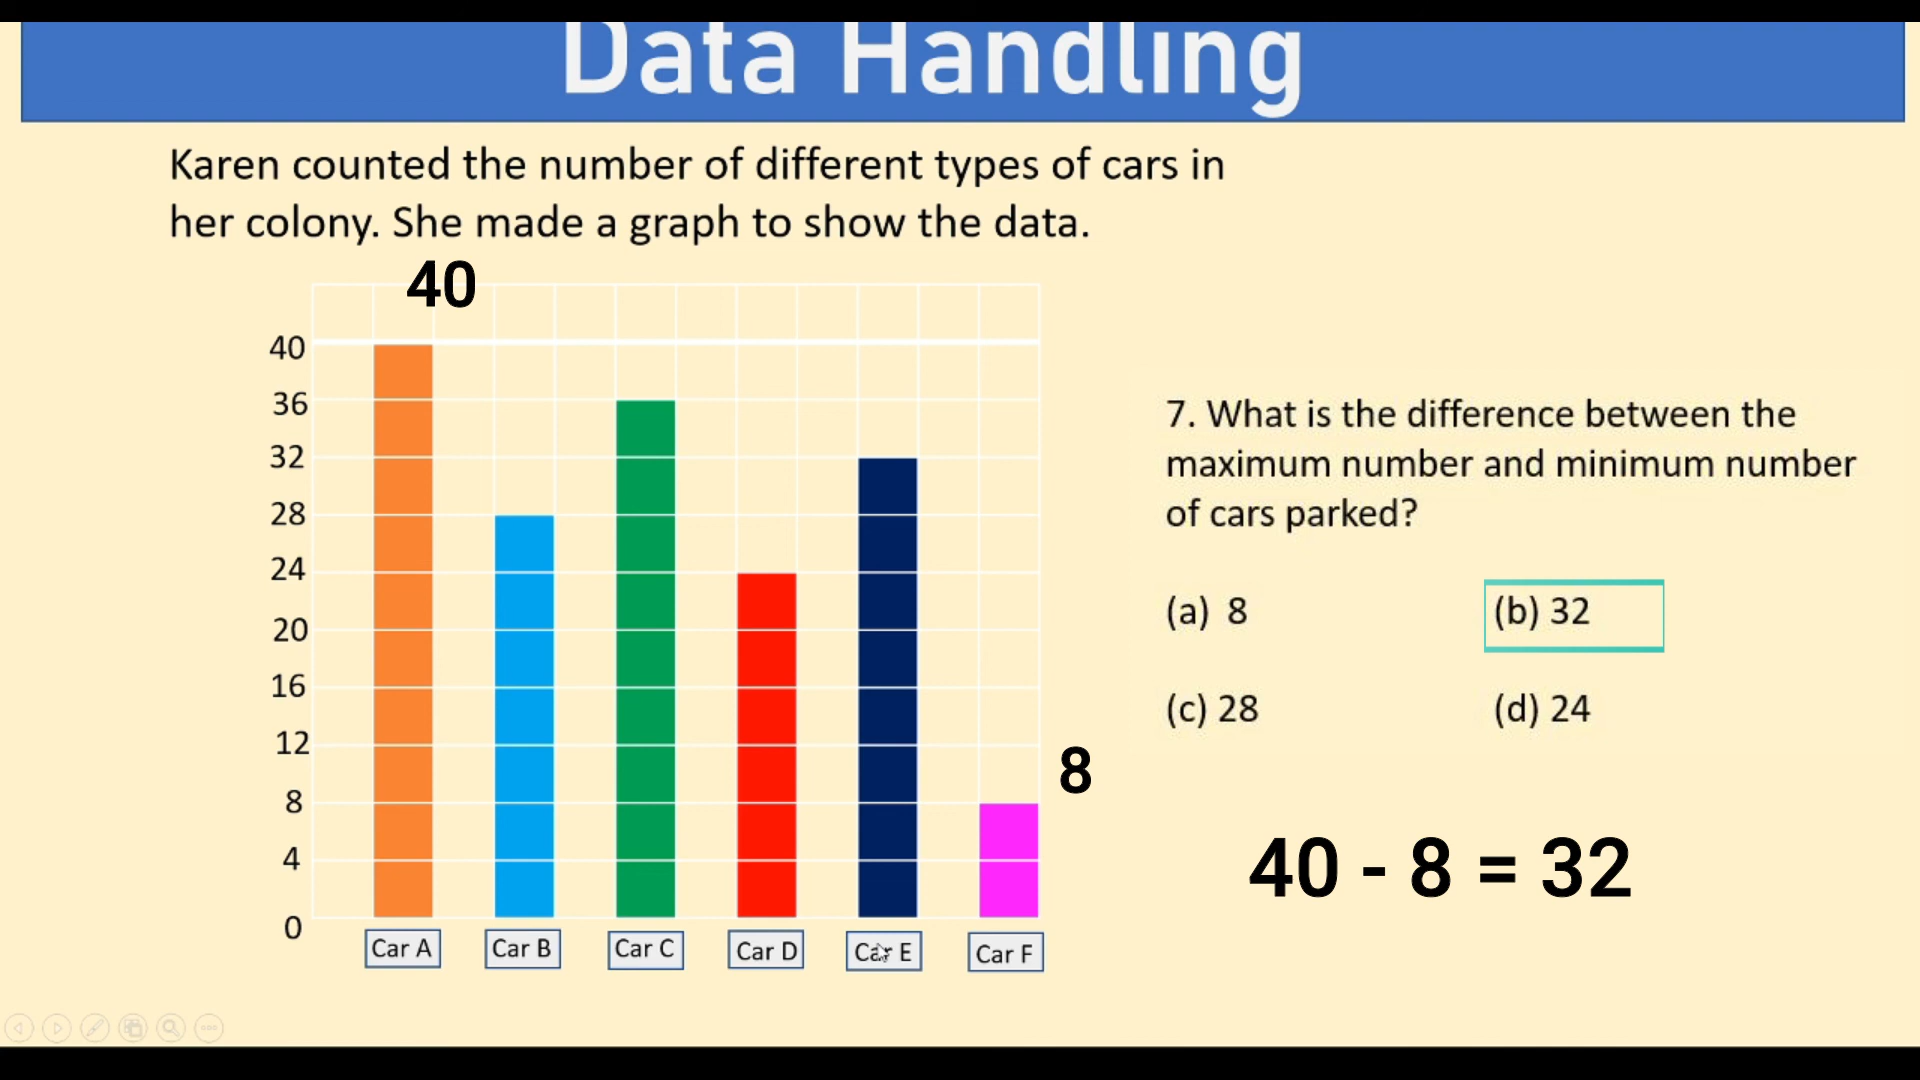 Data Handling
Karen counted the number of different types of cars in
her colony. She made a graph to show the data.
40
40
36
32
28
24
20
16
12
8
4
0
Car A
Car B
Car C
Car D
Car E
Car F
8
7. What is the difference between the
maximum number and minimum number
of cars parked?
(a) 8
(b) 32
(c) 28
(d) 24
40 - 8 = 32